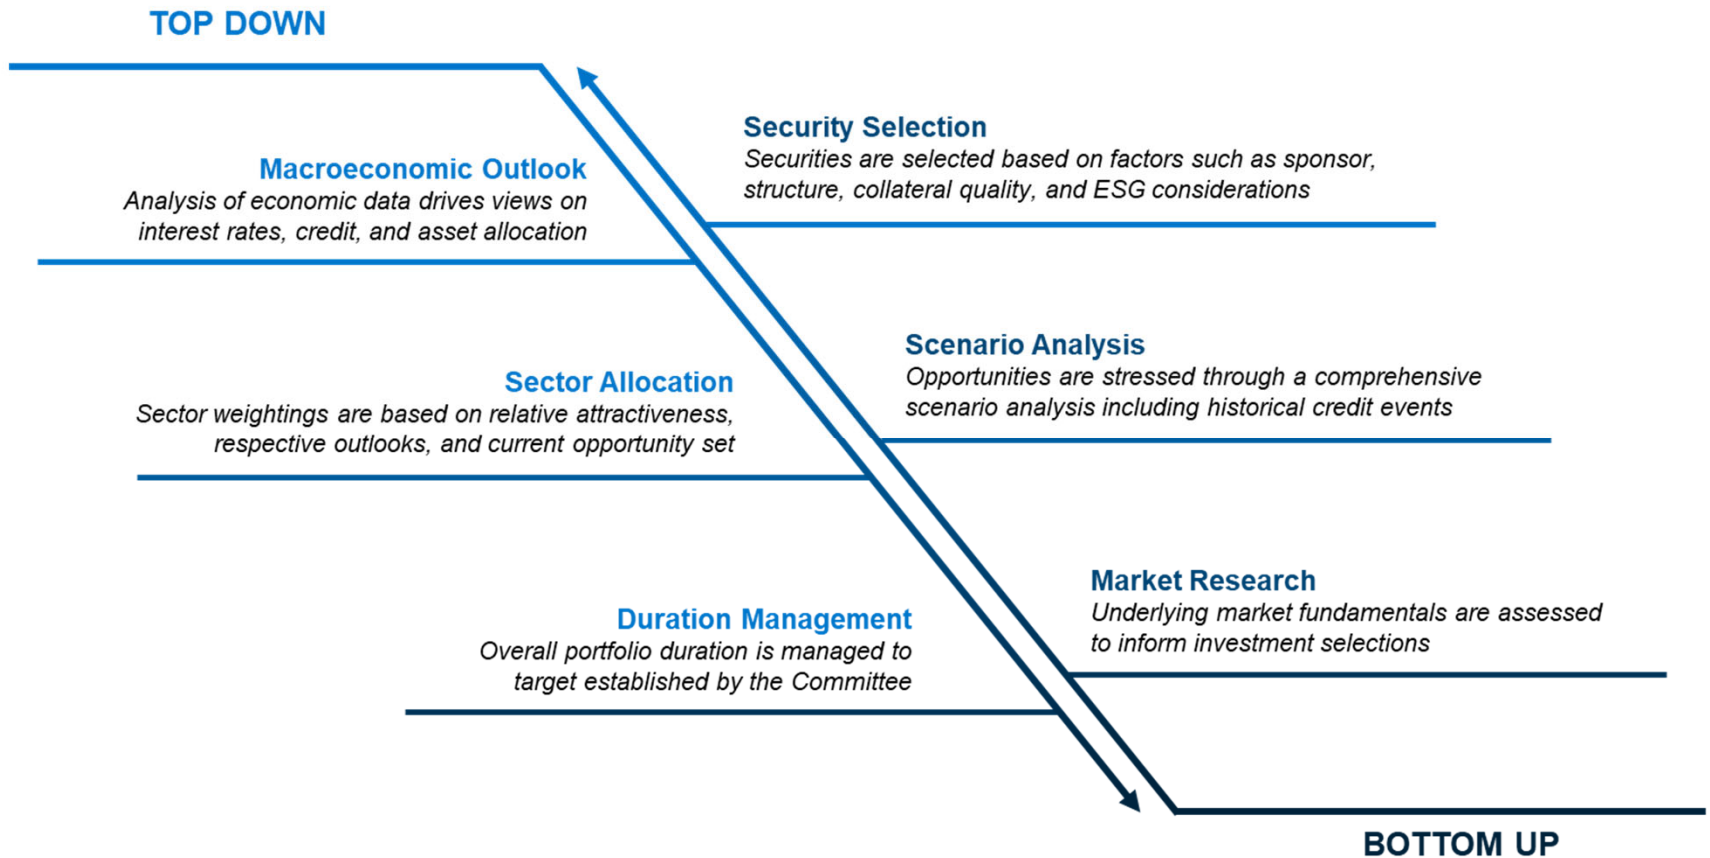 TOP DOWN
Macroeconomic Outlook
Analysis of economic data drives views on
interest rates, credit, and asset allocation
Sector Allocation
Sector weightings are based on relative attractiveness,
respective outlooks, and current opportunity set
Duration Management
Overall portfolio duration is managed to
target established by the Committee
Security Selection
Securities are selected based on factors such as sponsor,
structure, collateral quality, and ESG considerations
Scenario Analysis
Opportunities are stressed through a comprehensive
scenario analysis including historical credit events
Market Research
Underlying market fundamentals are assessed
to inform investment selections
BOTTOM UP